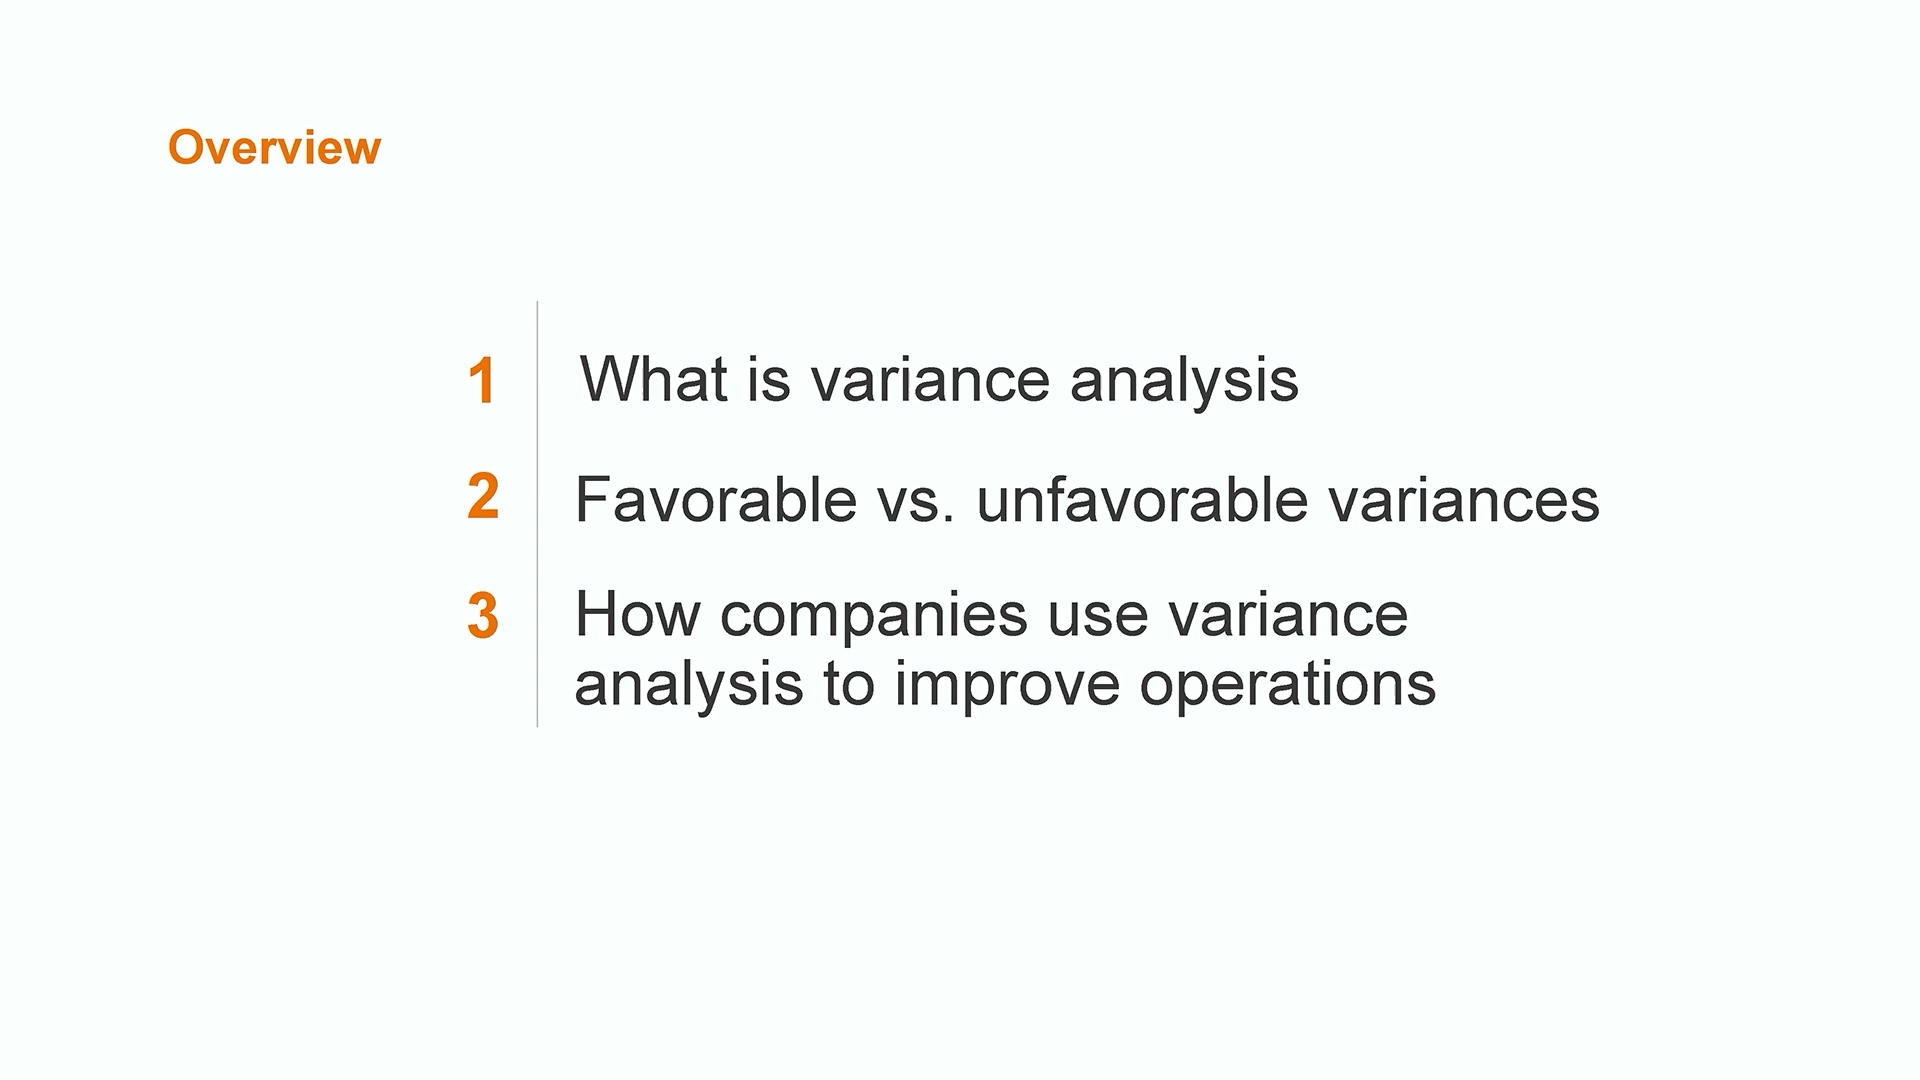 Overview
1 What is variance analysis
2 Favorable vs. unfavorable variances
3 How companies use variance
analysis to improve operations